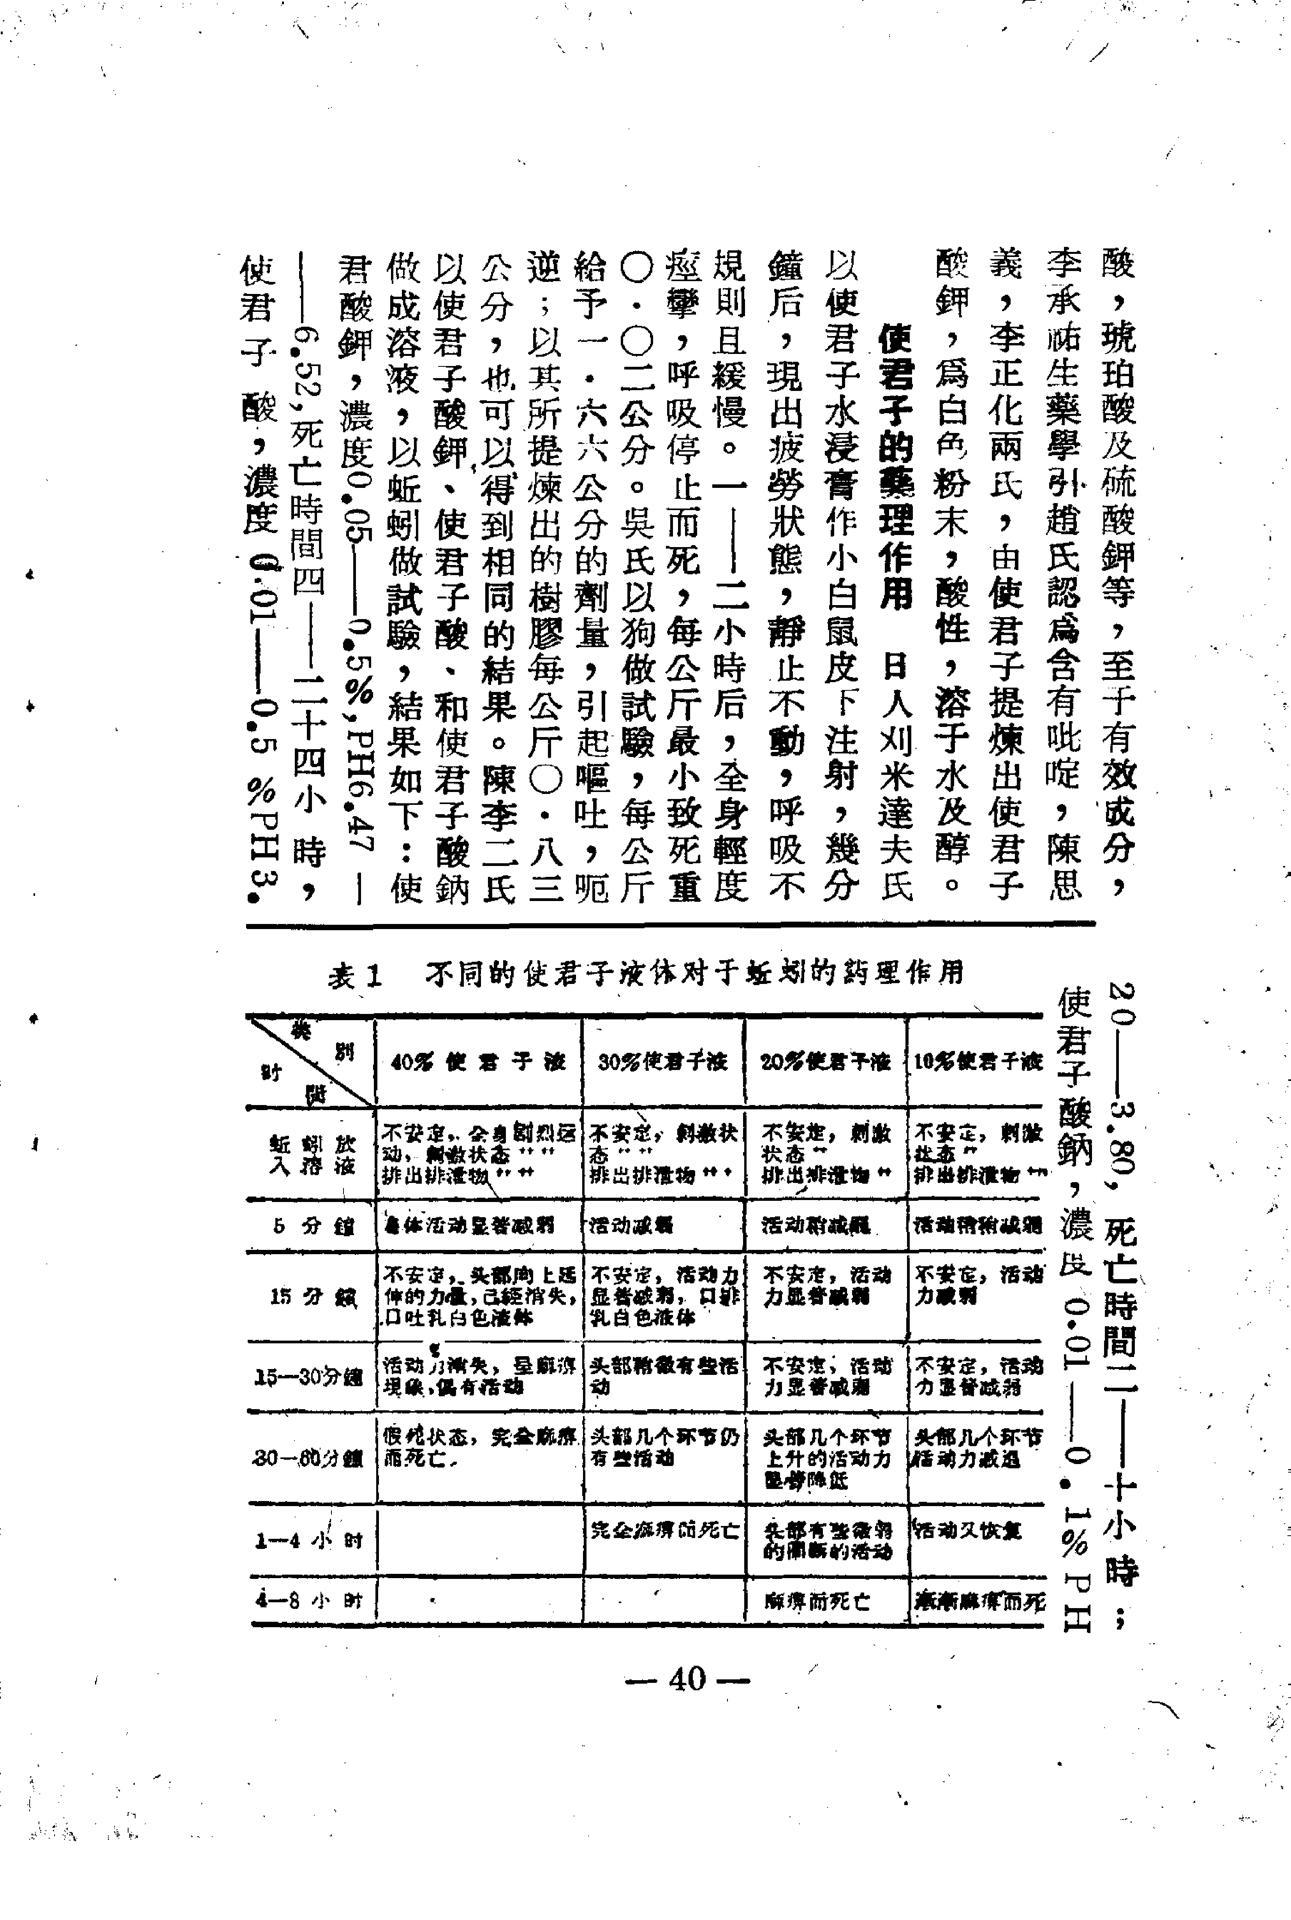 酸，琥珀酸及硫酸鉀等，至于有效成分，
李承祜生藥學引趙氏認爲含有吡啶，陳思
義，李正化兩氏，由使君子提煉出使君子
酸鉀，爲白色粉末，酸性，溶于水及醇。
使君子的藥理作用　日人刈米達夫氏
以使君子水浸膏作小白鼠皮下注射，幾分
鐘后，現出疲勞狀態，靜止不動，呼吸不
規則且緩慢。一——二小時后，全身輕度
痙攣，呼吸停止而死，每公斤最小致死重
〇．〇二公分。吳氏以狗做試驗，每公斤
給予一．六六公分的劑量，引起嘔吐，呃
逆；以其所提煉出的樹膠每公斤〇．八三
公分，也可以得到相同的結果。陳李二氏
以使君子酸鉀、使君子酸、和使君子酸鈉
做成溶液，以蚯蚓做試驗，結果如下：使
君酸鉀，濃度0.05——0.5%,PH6.47—
——6.52,死亡時間四——二十四小時，
使君子酸，濃度0.01——0.5%PH3.
20——3.80,死亡時間二——十小時；
使君子酸鈉，濃度0.01——0.1%PH
表1　不同的使君子液体对于蚯蚓的药理作用
类别 时間 40%使君子液 30%使君子液 20%使君子液 10%使君子液
蚯蚓放入溶液
不安定，全身剧烈运动，刺激状态〃〃排出排泄物〃〃
不安定，刺激状态〃〃排出排泄物〃〃
不安定，刺激状态〃排出排泄物〃
不安定，刺激状态〃排出排泄物〃
5分鐘 身体活动显著减弱 活动减弱 活动稍减弱 活动稍稍减弱
15分鐘
不安定，头部向上延伸的力量，已經消失，口吐乳白色液体
不安定，活动力显著减弱，口排乳白色液体
不安定，活动力显著减弱
不安定，活动力减弱
15—30分鐘
活动力消失，呈麻痹現象，偶有活动
头部稍微有些活动
不安定，活动力显著减弱
不安定，活动力显著减弱
30—60分鐘
假死状态，完全麻痹而死亡.
头部几个环节仍有些活动
头部几个环节上升的活动力显著降低
头部几个环节活动力减退
1—4小时
完全麻痹而死亡
头部有些微弱的間断的活动
活动又恢复
4—8小时
麻痹而死亡
漸漸麻痹而死
— 40 —